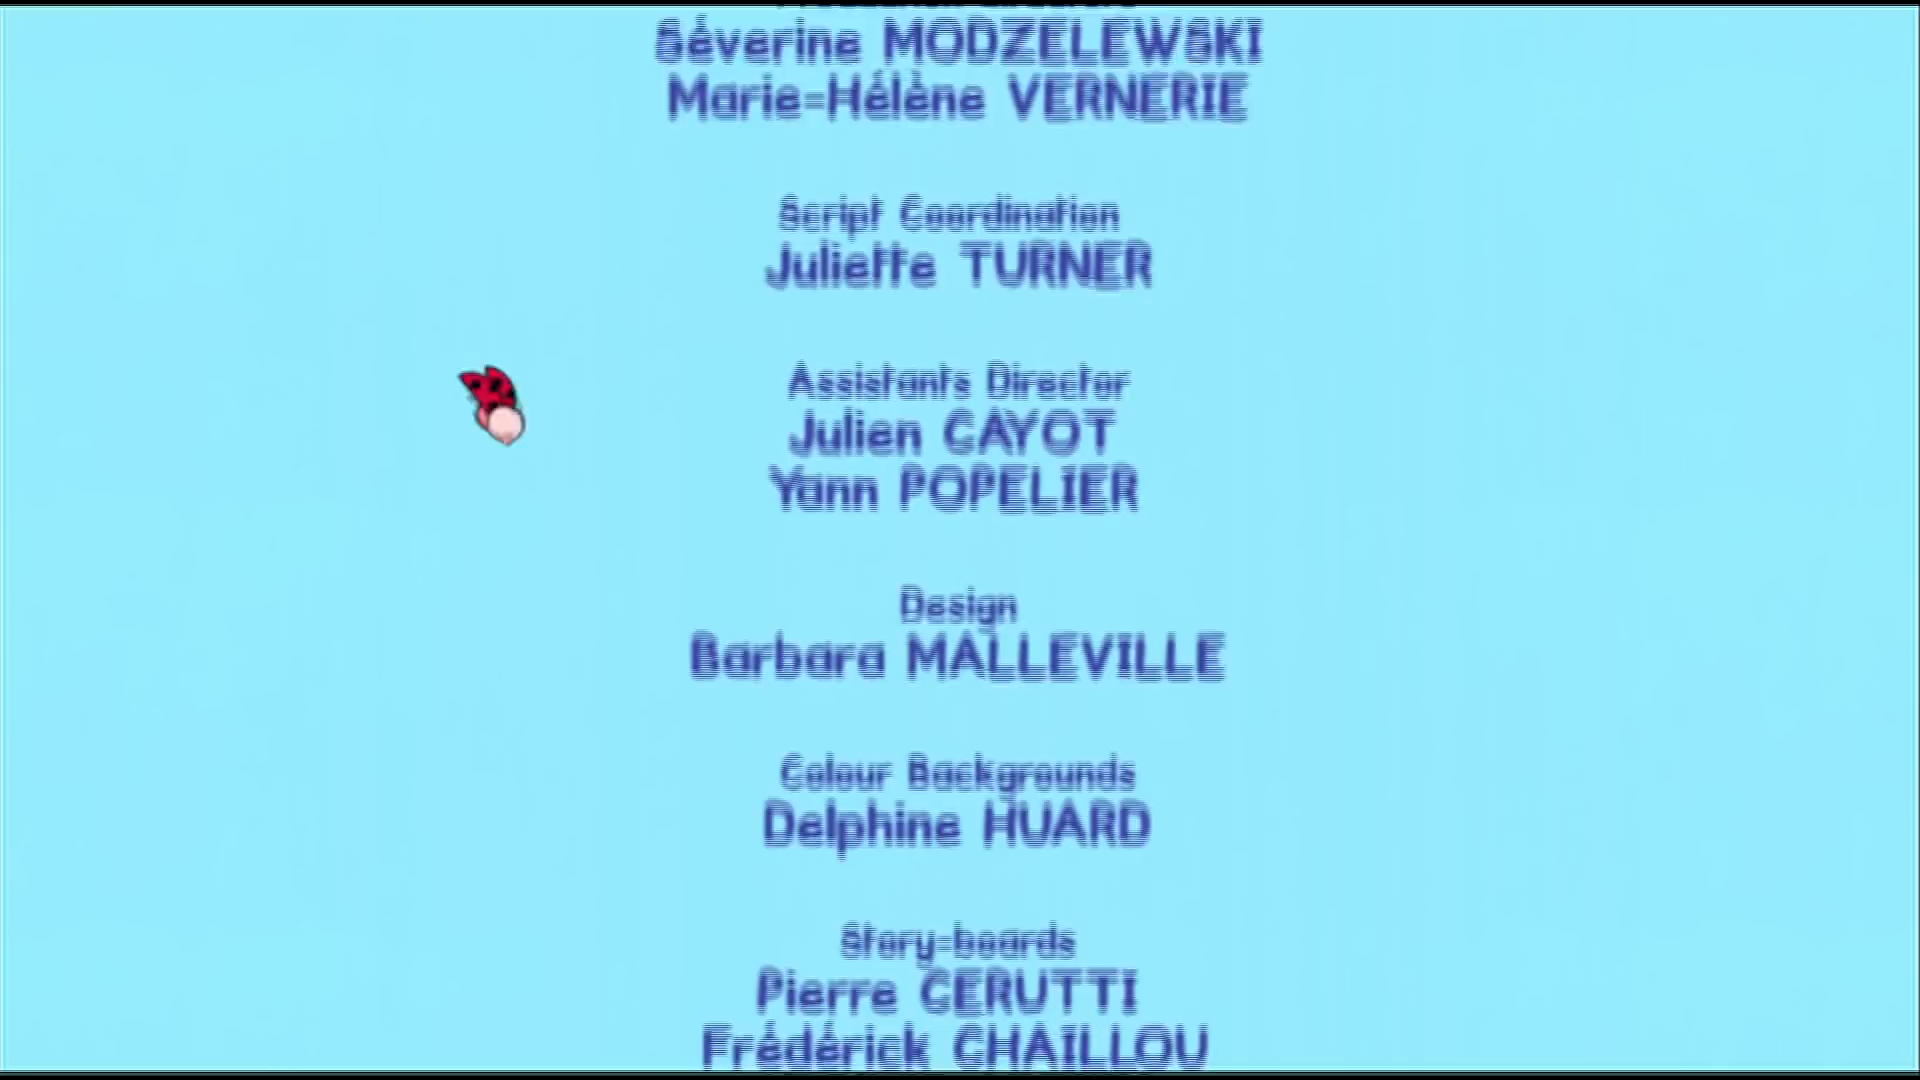 Séverine MODZELEWSKI
Marie-Hélène VERNERIE
Script Coordination
Juliette TURNER
Assistants Director
Julien CAYOT
Yann POPELIER
Design
Barbara MALLEVILLE
Colour Backgrounds
Delphine HUARD
Story-boards
Pierre CERUTTI
Frédérick CHAILLOU